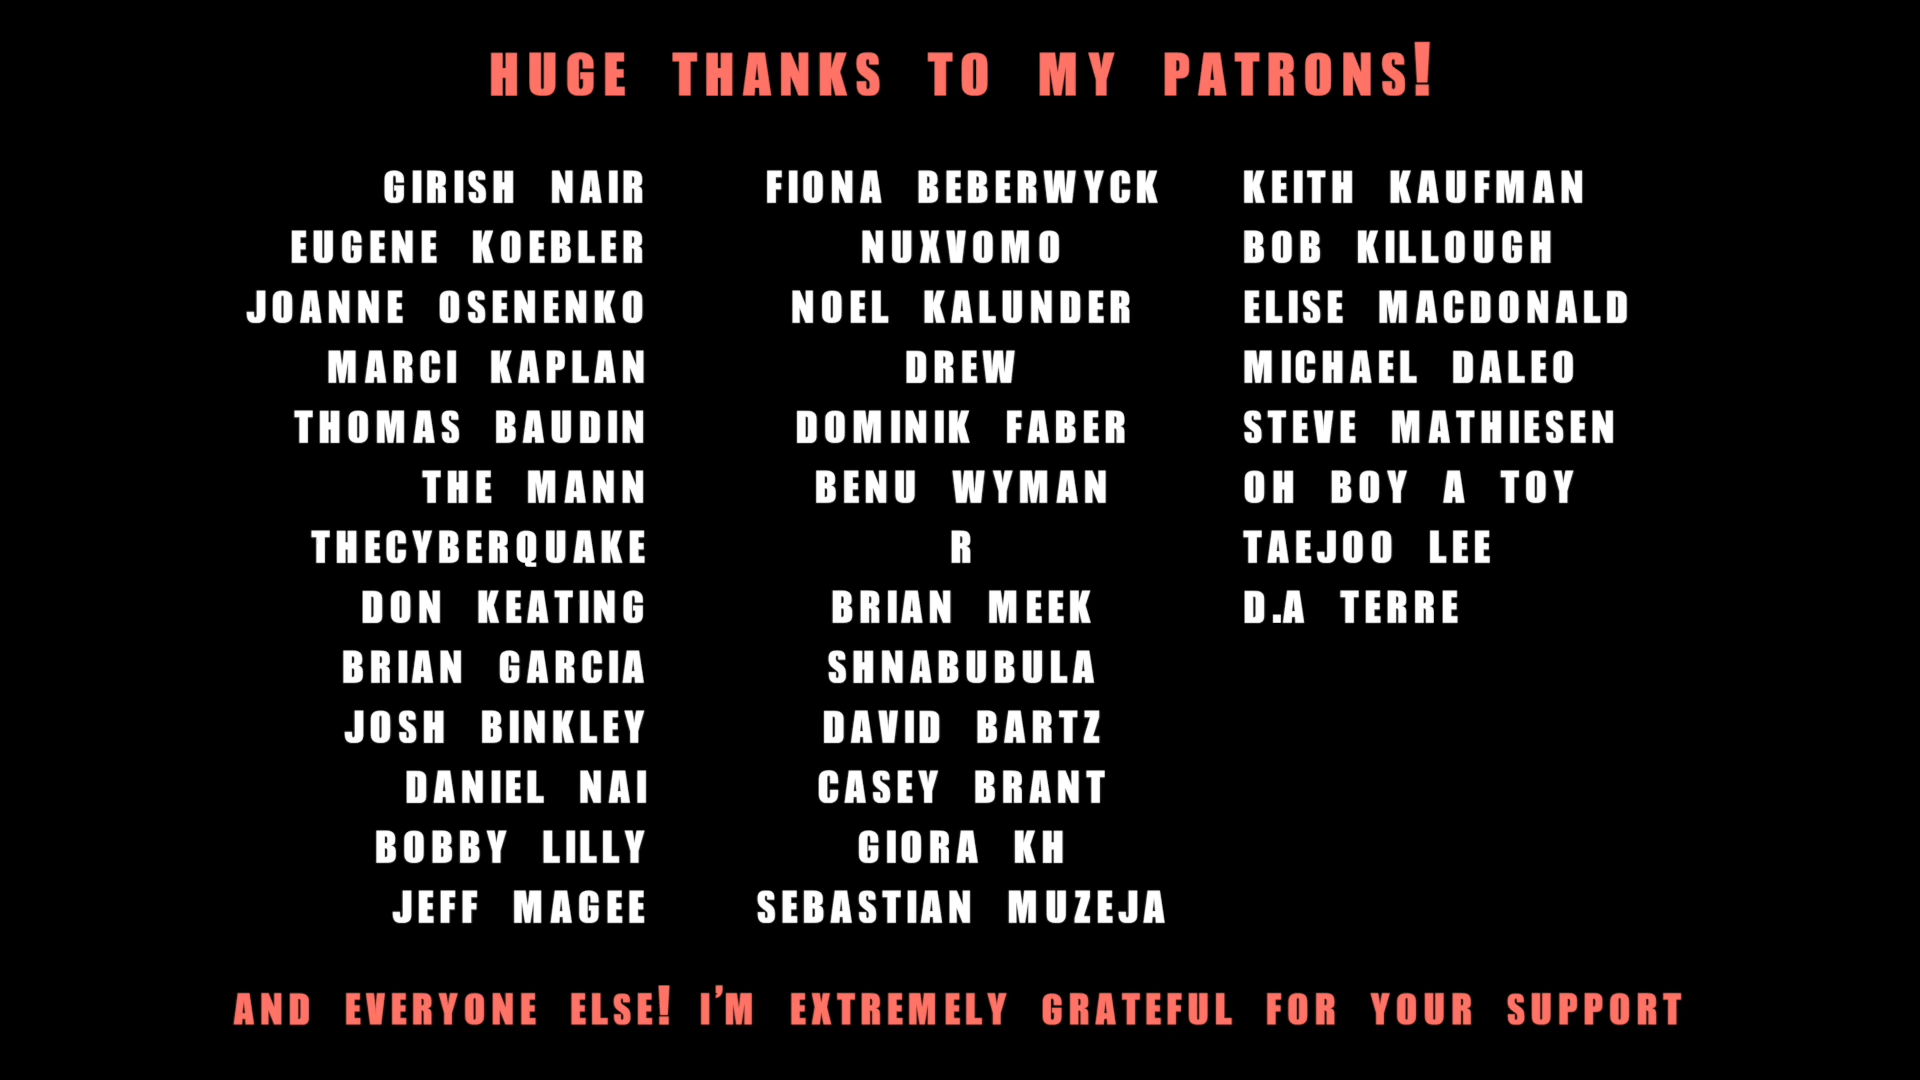 HUGE THANKS TO MY PATRONS!
GIRISH NAIR
EUGENE KOEBLER
JOANNE OSENENKO
MARCI KAPLAN
THOMAS BAUDIN
THE MANN
THECYBERQUAKE
DON KEATING
BRIAN GARCIA
JOSH BINKLEY
DANIEL NAI
BOBBY LILLY
JEFF MAGEE
FIONA BEBERWYCK
NUXVOMO
NOEL KALUNDER
DREW
DOMINIK FABER
BENU WYMAN
R
BRIAN MEEK
SHNABUBULA
DAVID BARTZ
CASEY BRANT
GIORA KH
SEBASTIAN MUZEJA
KEITH KAUFMAN
BOB KILLOUGH
ELISE MACDONALD
MICHAEL DALEO
STEVE MATHIESEN
OH BOY A TOY
TAEJOO LEE
D.A TERRE
AND EVERYONE ELSE! I'M EXTREMELY GRATEFUL FOR YOUR SUPPORT